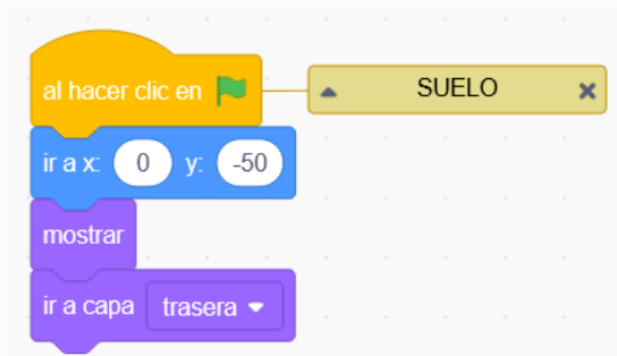 al hacer clic en
SUELO
ir a x: 0 y: -50
mostrar
ir a capa trasera